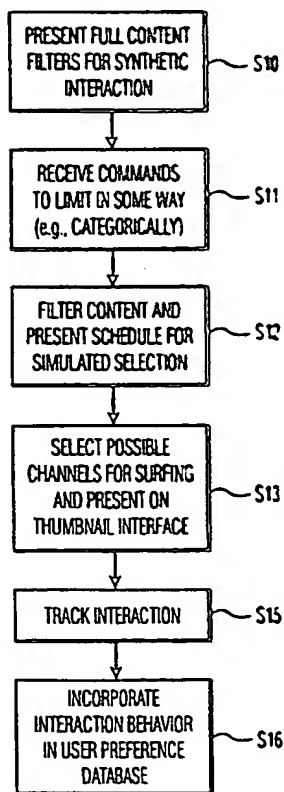 PRESENT FULL CONTENT
FILTERS FOR SYNTHETIC
INTERACTION
S10
RECEIVE COMMANDS
TO LIMIT IN SOME WAY
(e.g., CATEGORICALLY)
S11
FILTER CONTENT AND
PRESENT SCHEDULE FOR
SIMULATED SELECTION
S12
SELECT POSSIBLE
CHANNELS FOR SURFING
AND PRESENT ON
THUMBNAIL INTERFACE
S13
TRACK INTERACTION
S15
INCORPORATE
INTERACTION BEHAVIOR
IN USER PREFERENCE
DATABASE
S16